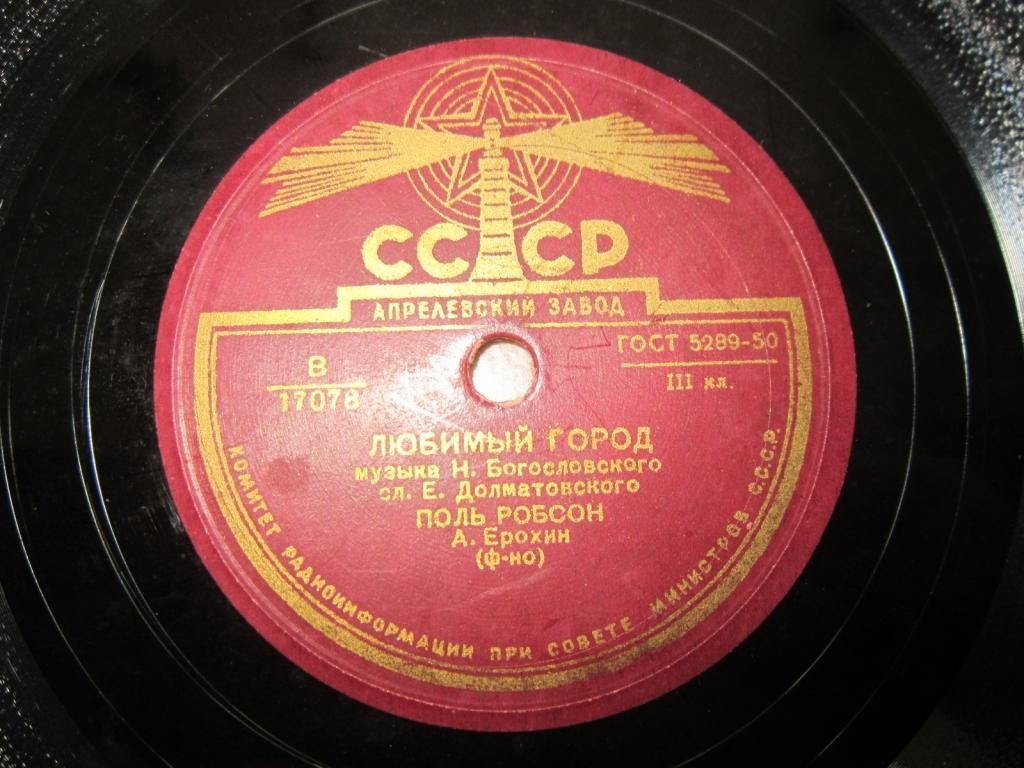 СССР
АПРЕЛЕВСКИЙ ЗАВОД
В
17078
ГОСТ 5289-50
III кл.
ЛЮБИМЫЙ ГОРОД
музыка Н. Богословского
сл. Е. Долматовского
ПОЛЬ РОБСОН
А. Ерохин
(ф-но)
КОМИТЕТ РАДИОИНФОРМАЦИИ ПРИ СОВЕТЕ МИНИСТРОВ С.С.С.Р.